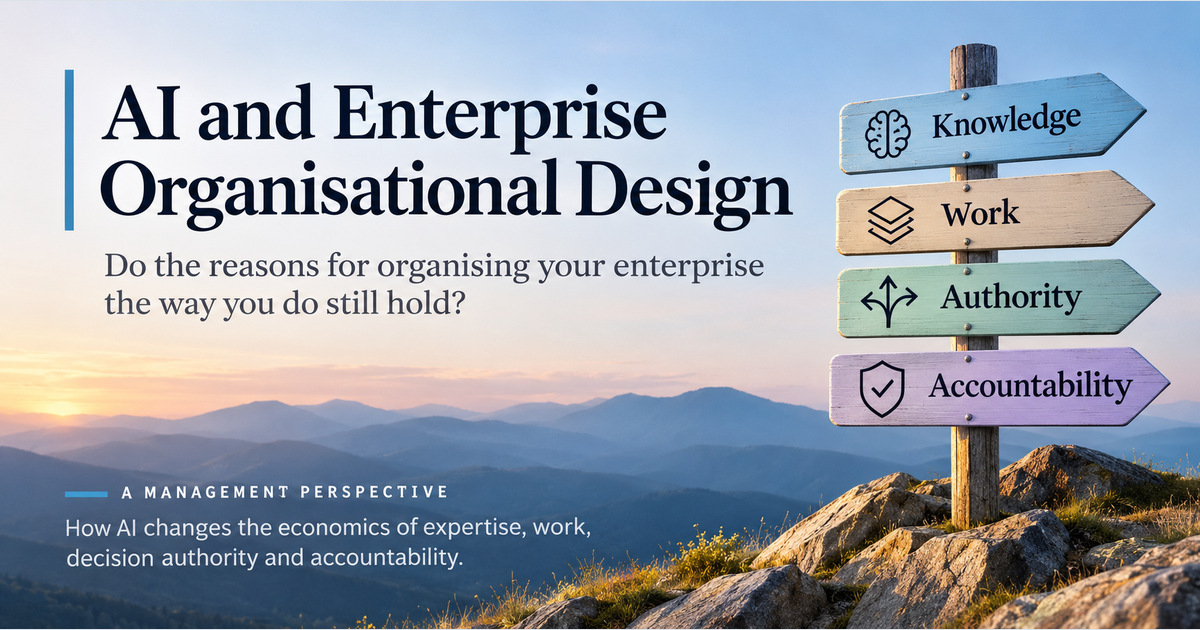 AI and Enterprise
Organisational Design
Do the reasons for organising your enterprise
the way you do still hold?
Knowledge
Work
Authority
Accountability
A MANAGEMENT PERSPECTIVE
How AI changes the economics of expertise, work,
decision authority and accountability.